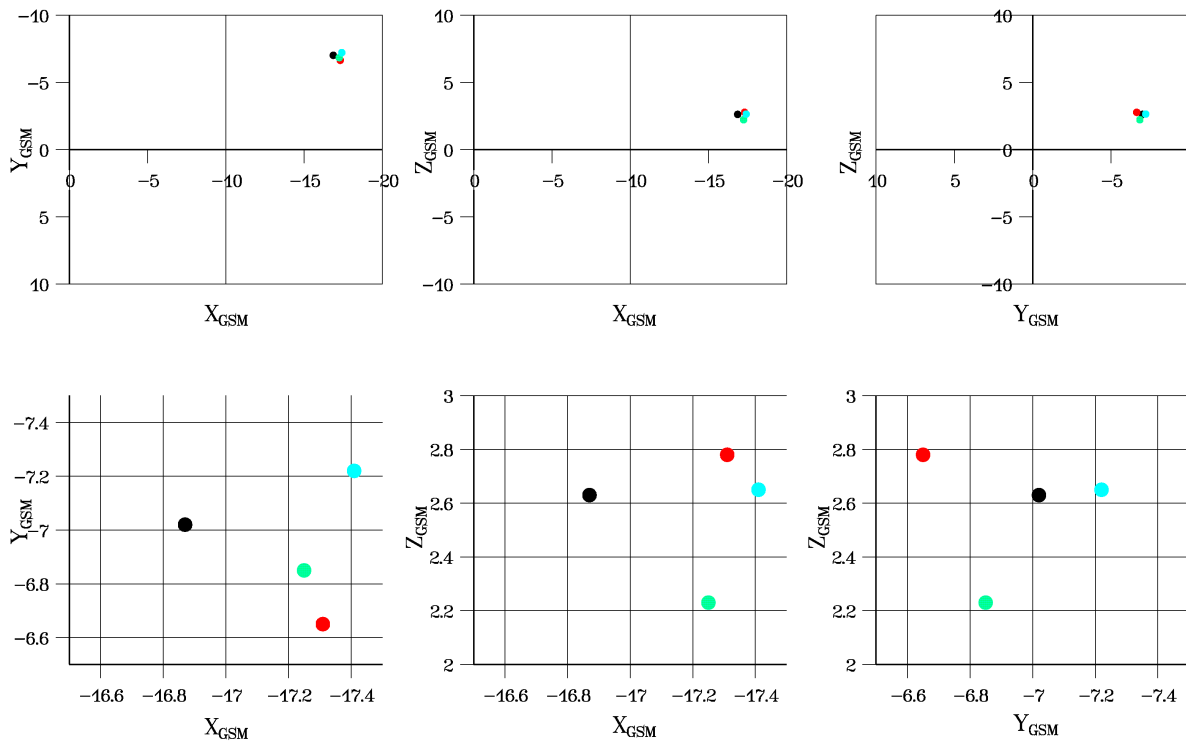 −10 10 10
−5 5 5
Y_GSM 0 Z_GSM 0 Z_GSM 0
0 −5 −10 −15 −20 0 −5 −10 −15 −20 10 5 0 −5
5 −5 −5
10 −10 −10
X_GSM X_GSM Y_GSM
3 3
−7.4 2.8 2.8
−7.2 2.6 2.6
Y_GSM −7 Z_GSM 2.4 Z_GSM 2.4
−6.8 2.2 2.2
−6.6 2 2
−16.6 −16.8 −17 −17.2 −17.4 −16.6 −16.8 −17 −17.2 −17.4 −6.6 −6.8 −7 −7.2 −7.4
X_GSM X_GSM Y_GSM